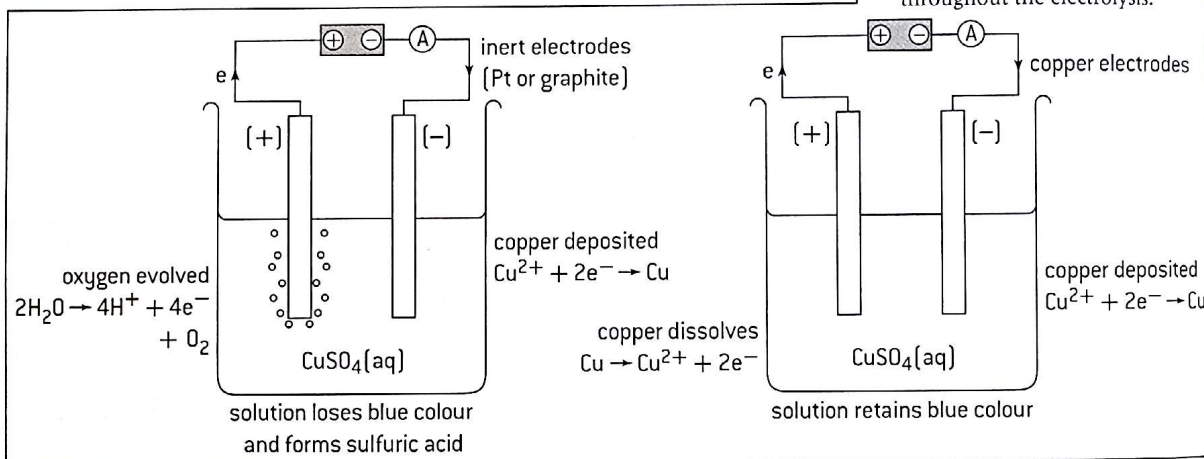 throughout the electrolysis.
+ − A
inert electrodes
(Pt or graphite)
e
(+)
(−)
oxygen evolved
2H₂O → 4H⁺ + 4e⁻
+ O₂
copper deposited
Cu²⁺ + 2e⁻ → Cu
CuSO₄(aq)
solution loses blue colour
and forms sulfuric acid
+ − A
copper electrodes
e
(+)
(−)
copper dissolves
Cu → Cu²⁺ + 2e⁻
copper deposited
Cu²⁺ + 2e⁻ → Cu
CuSO₄(aq)
solution retains blue colour